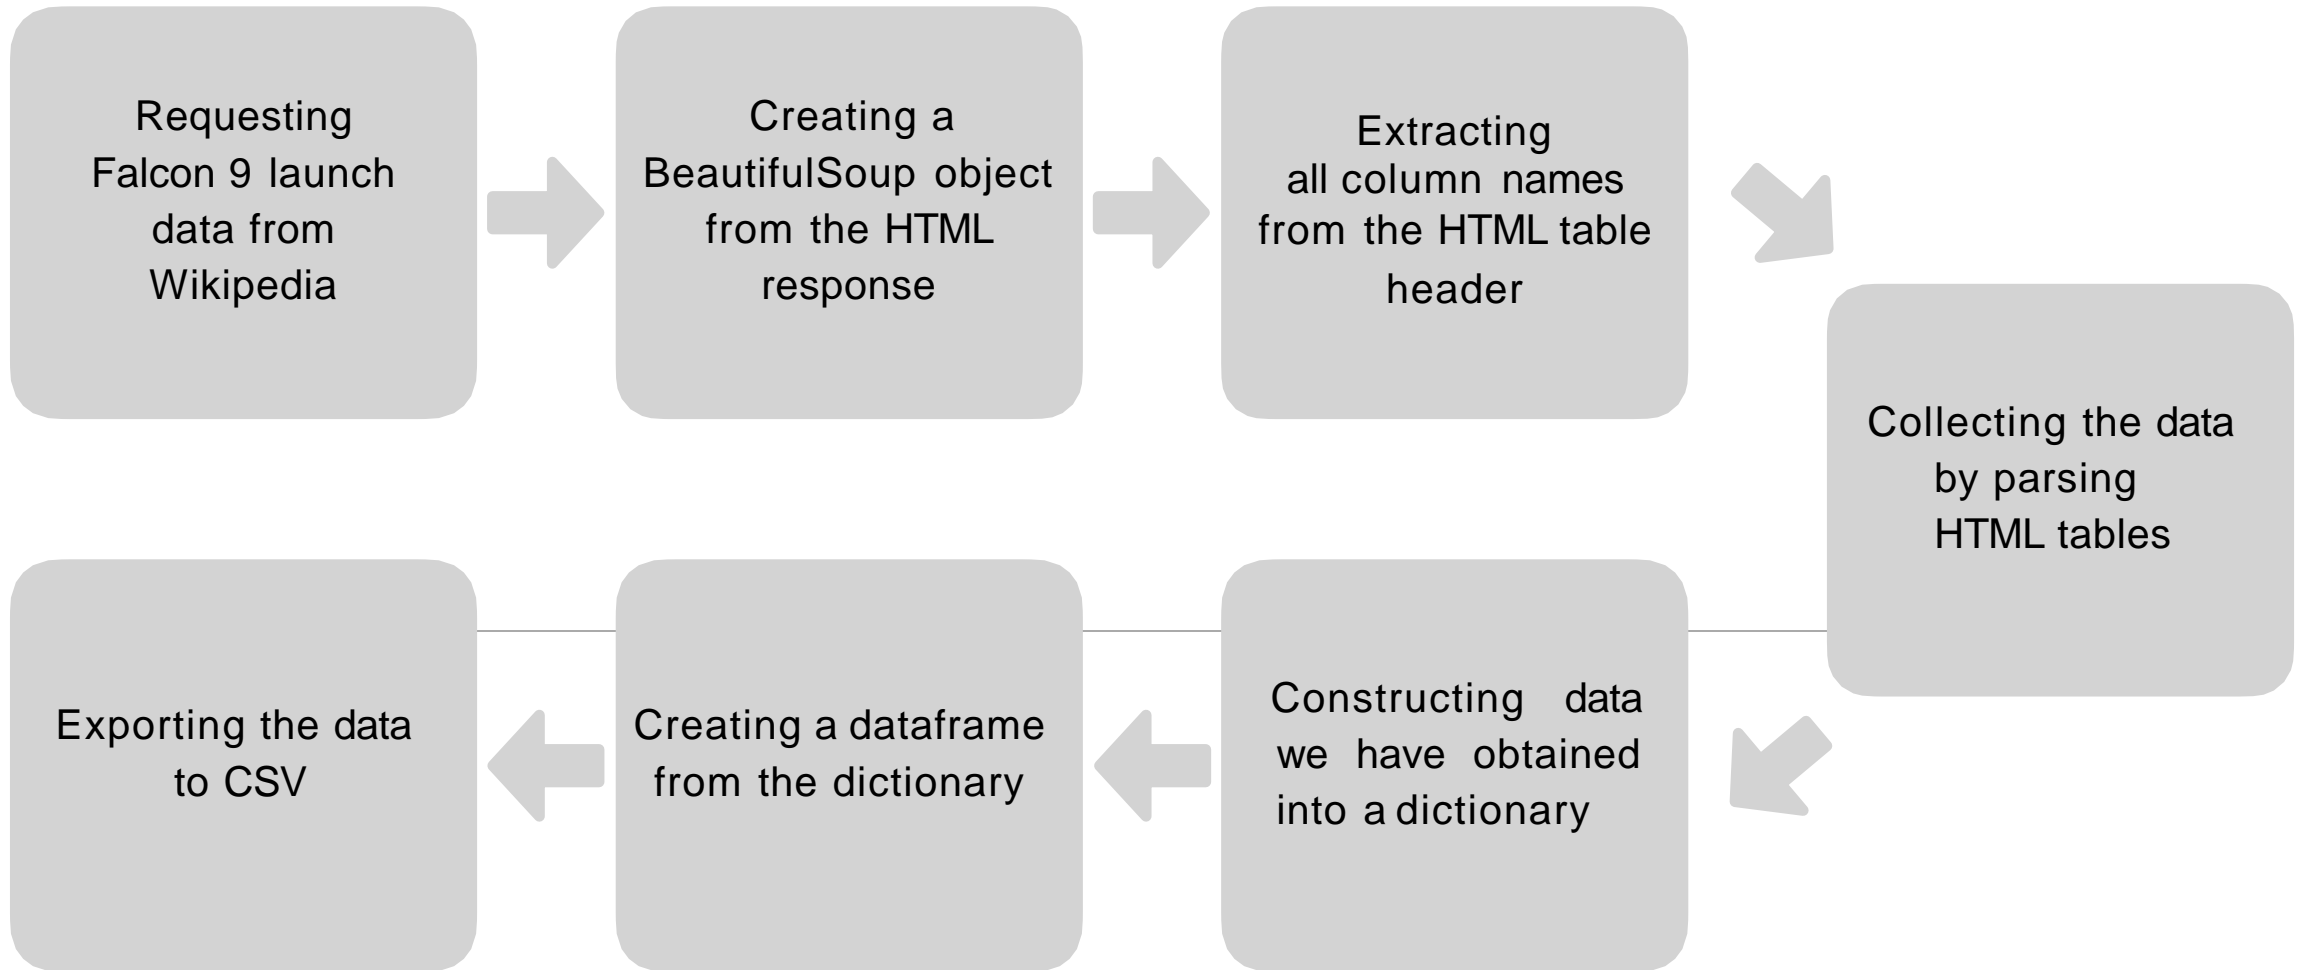 Requesting
Falcon 9 launch
data from
Wikipedia
Creating a
BeautifulSoup object
from the HTML
response
Extracting
all column names
from the HTML table
header
Collecting the data
by parsing
HTML tables
Constructing data
we have obtained
into a dictionary
Creating a dataframe
from the dictionary
Exporting the data
to CSV